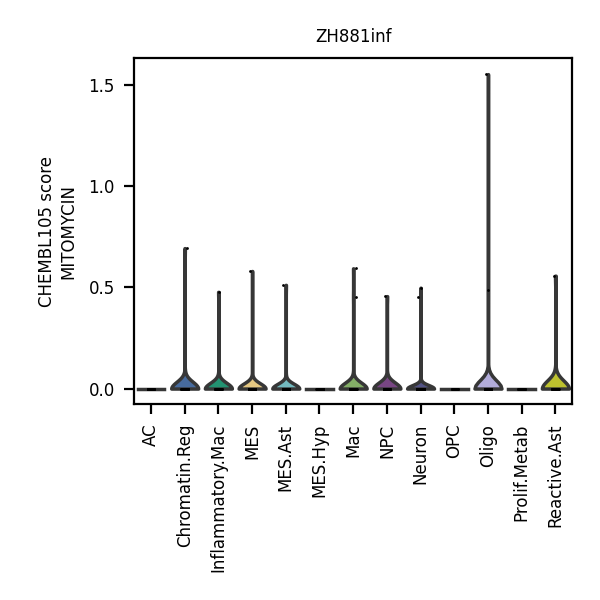 ZH881inf
CHEMBL105 score
MITOMYCIN
1.5
1.0
0.5
0.0
AC
Chromatin.Reg
Inflammatory.Mac
MES
MES.Ast
MES.Hyp
Mac
NPC
Neuron
OPC
Oligo
Prolif.Metab
Reactive.Ast